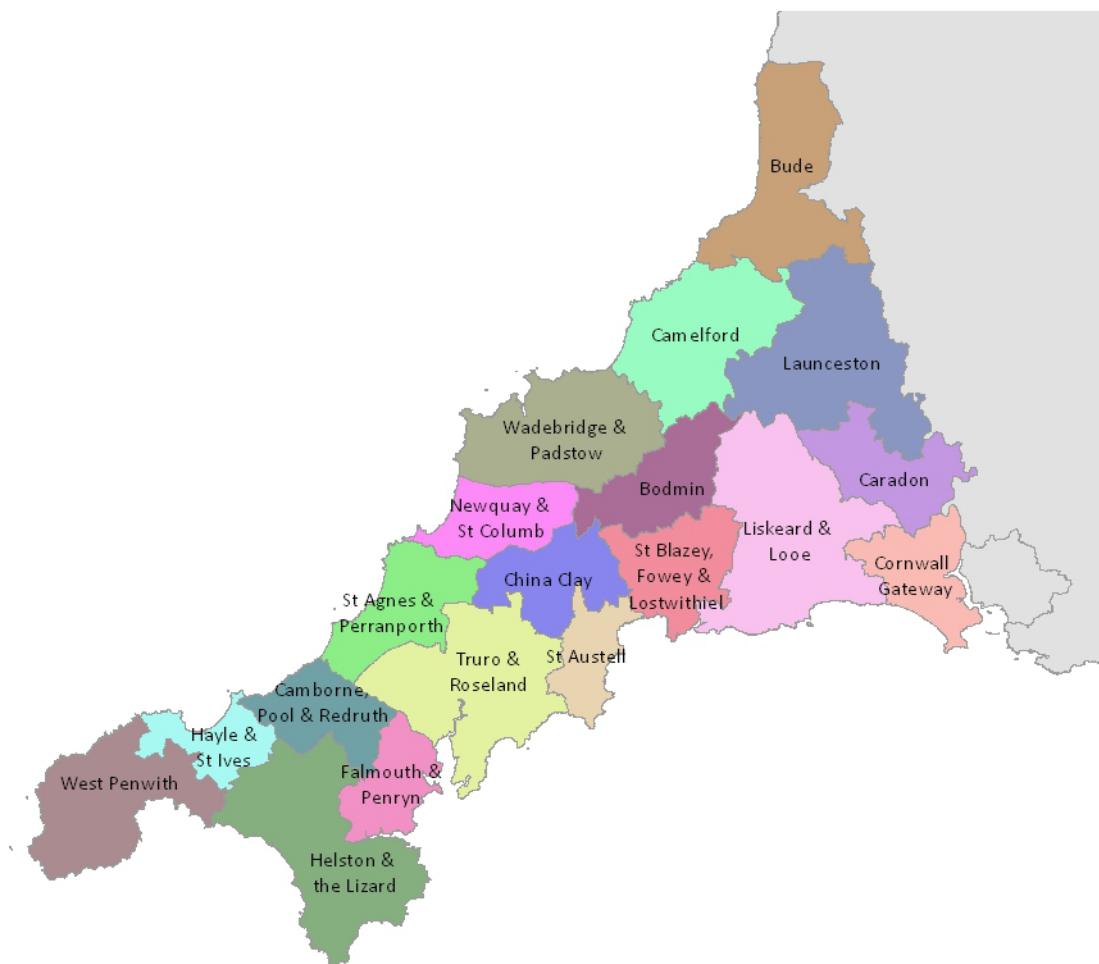 Bude
Camelford
Launceston
Wadebridge &
Padstow
Bodmin
Caradon
Newquay &
St Columb
Liskeard &
Looe
St Blazey,
Fowey &
Lostwithiel
Cornwall
Gateway
China Clay
St Agnes &
Perranporth
Truro &
Roseland
St Austell
Camborne,
Pool & Redruth
Hayle &
St Ives
West Penwith
Falmouth &
Penryn
Helston &
the Lizard